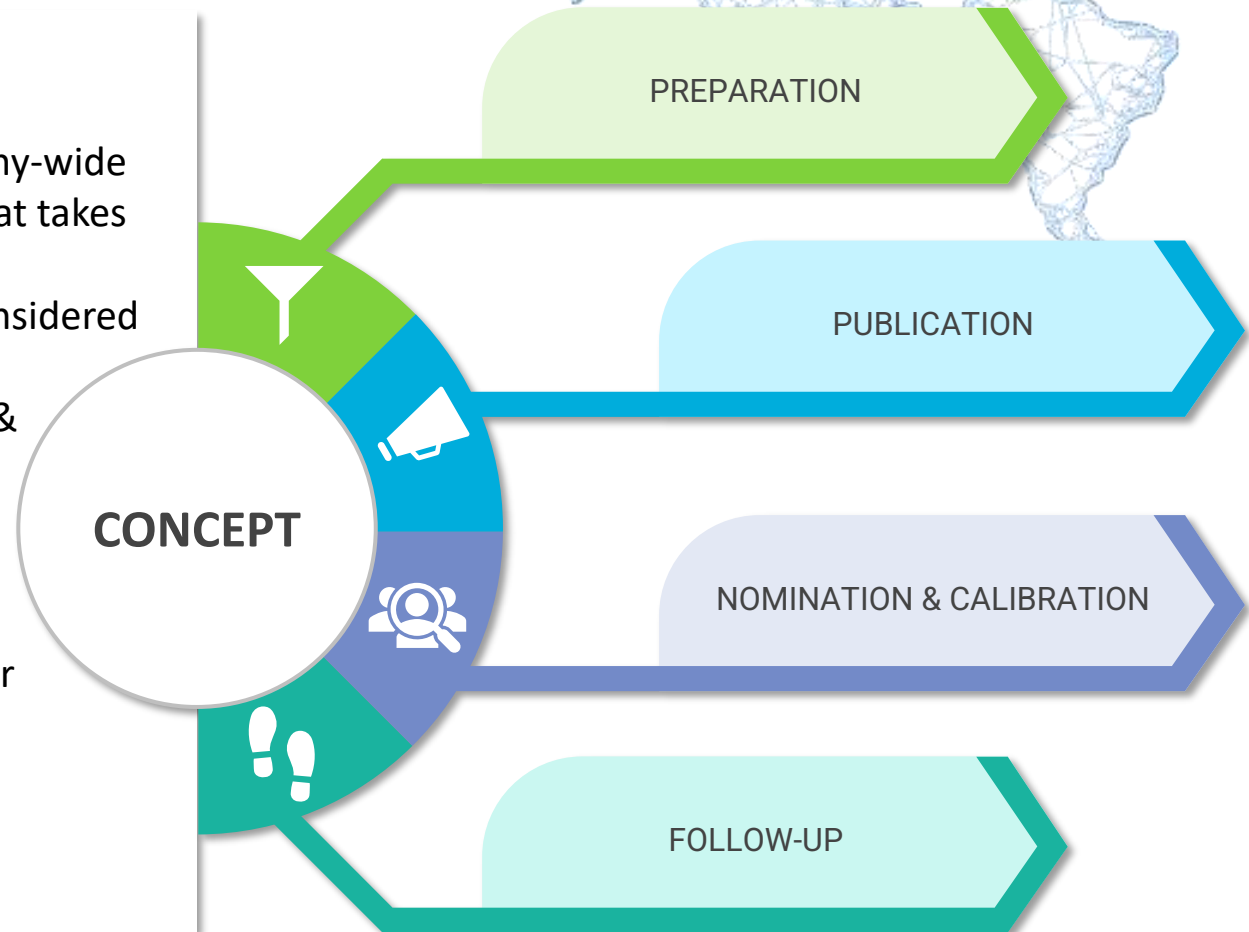 ny-wide
at takes
nsidered
&
r
CONCEPT
PREPARATION
PUBLICATION
NOMINATION & CALIBRATION
FOLLOW-UP